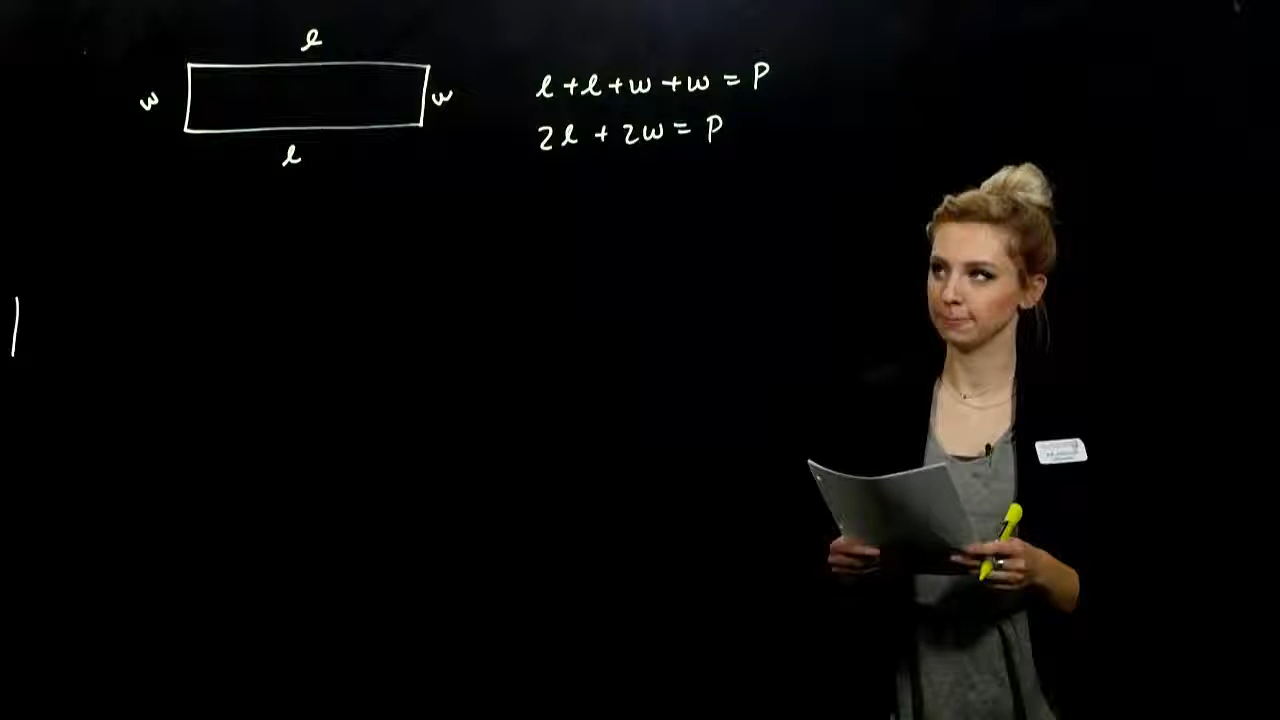 l
w w
l
l + l + w + w = P
2l + 2w = P